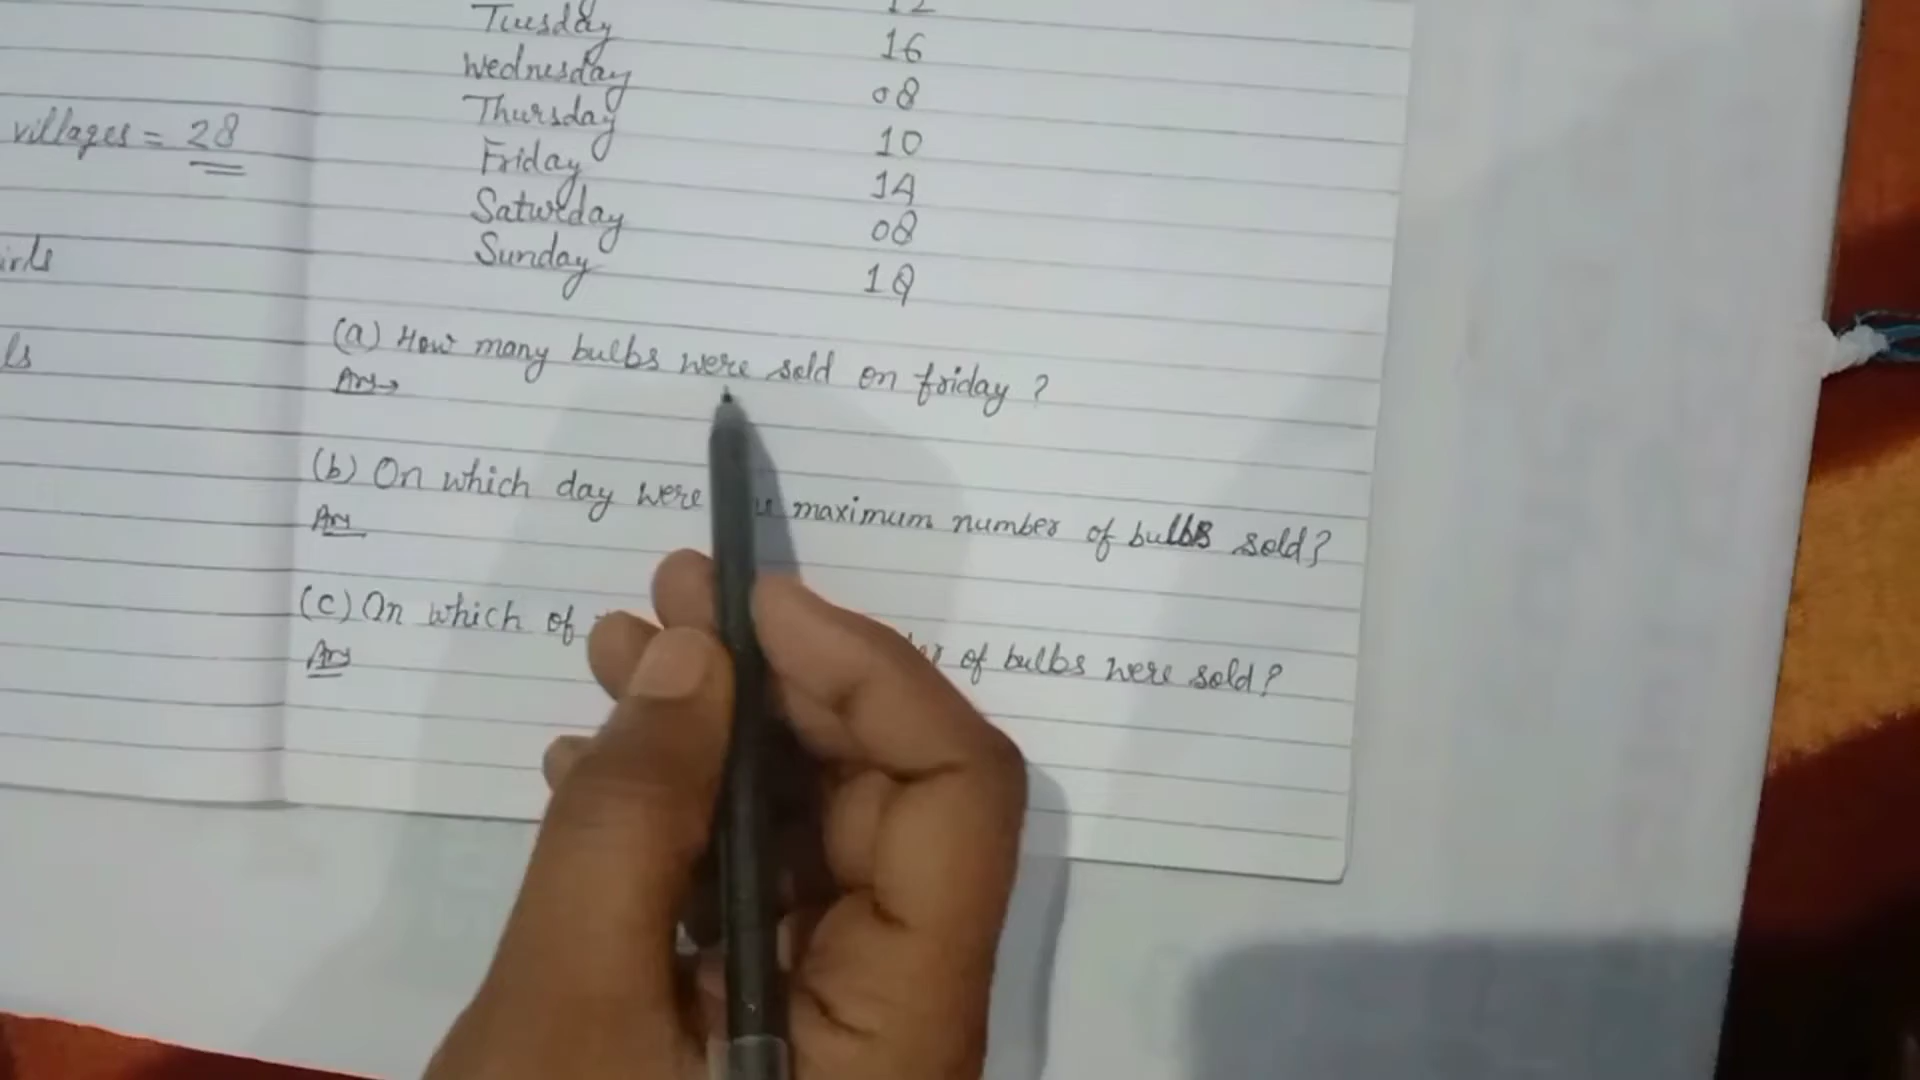 12
Tuesday 16
Wednesday 08
Thursday 10
Friday 14
Saturday 08
Sunday 18
villages = 28
(a) How many bulbs were sold on friday ?
Ans→
(b) On which day were maximum number of bulbs sold?
Ans
(c) On which of of bulbs were sold?
Ans